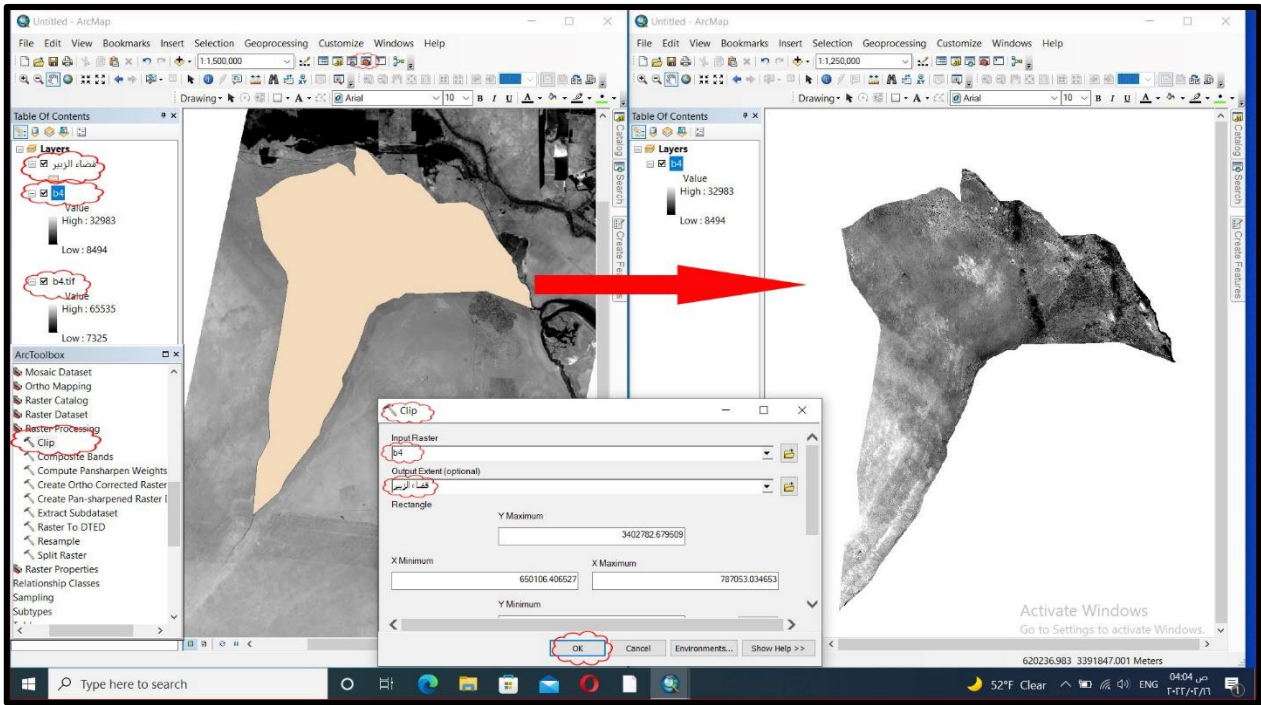 Untitled - ArcMap
File Edit View Bookmarks Insert Selection Geoprocessing Customize Windows Help
1:1,500,000
Drawing
Arial
10
B I U A
Table Of Contents
Layers
قضاء الزبير
b4
Value
High : 32983
Low : 8494
b4.tif
Value
High : 65535
Low : 7325
ArcToolbox
Mosaic Dataset
Ortho Mapping
Raster Catalog
Raster Dataset
Raster Processing
Clip
Composite Bands
Compute Pansharpen Weights
Create Ortho Corrected Raster
Create Pan-sharpened Raster
Extract Subdataset
Raster To DTED
Resample
Split Raster
Raster Properties
Relationship Classes
Sampling
Subtypes
Catalog
Search
Create Features
Clip
Input Raster
b4
Output Extent (optional)
قضاء الزبير
Rectangle
Y Maximum
3402782.679509
X Minimum
X Maximum
650106.406527
787053.034653
Y Minimum
OK
Cancel
Environments...
Show Help >>
Untitled - ArcMap
File Edit View Bookmarks Insert Selection Geoprocessing Customize Windows Help
1:1,250,000
Drawing
Arial
10
B I U A
Table Of Contents
Layers
b4
Value
High : 32983
Low : 8494
Catalog
Search
Create Features
Activate Windows
Go to Settings to activate Windows.
620236.983 3391847.001 Meters
Type here to search
52°F Clear
ENG
04:04 ص
٢٠٢٢/٠٢/١٦